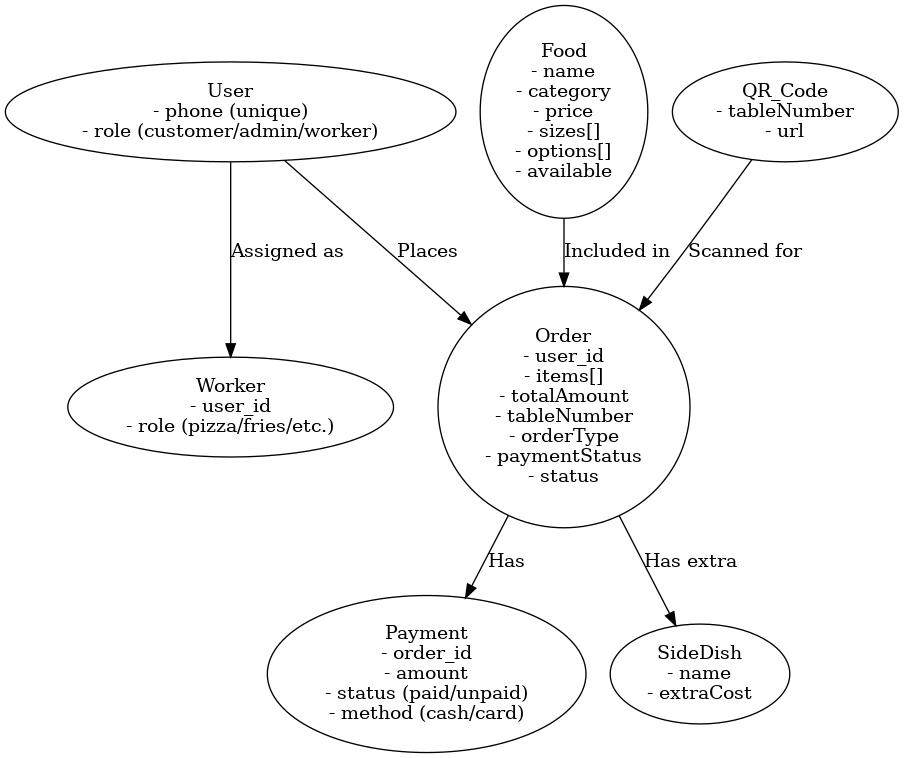 User
- phone (unique)
- role (customer/admin/worker)
Food
- name
- category
- price
- sizes[]
- options[]
- available
QR_Code
- tableNumber
- url
Assigned as
Places
Included in
Scanned for
Worker
- user_id
- role (pizza/fries/etc.)
Order
- user_id
- items[]
- totalAmount
- tableNumber
- orderType
- paymentStatus
- status
Has
Has extra
Payment
- order_id
- amount
- status (paid/unpaid)
- method (cash/card)
SideDish
- name
- extraCost